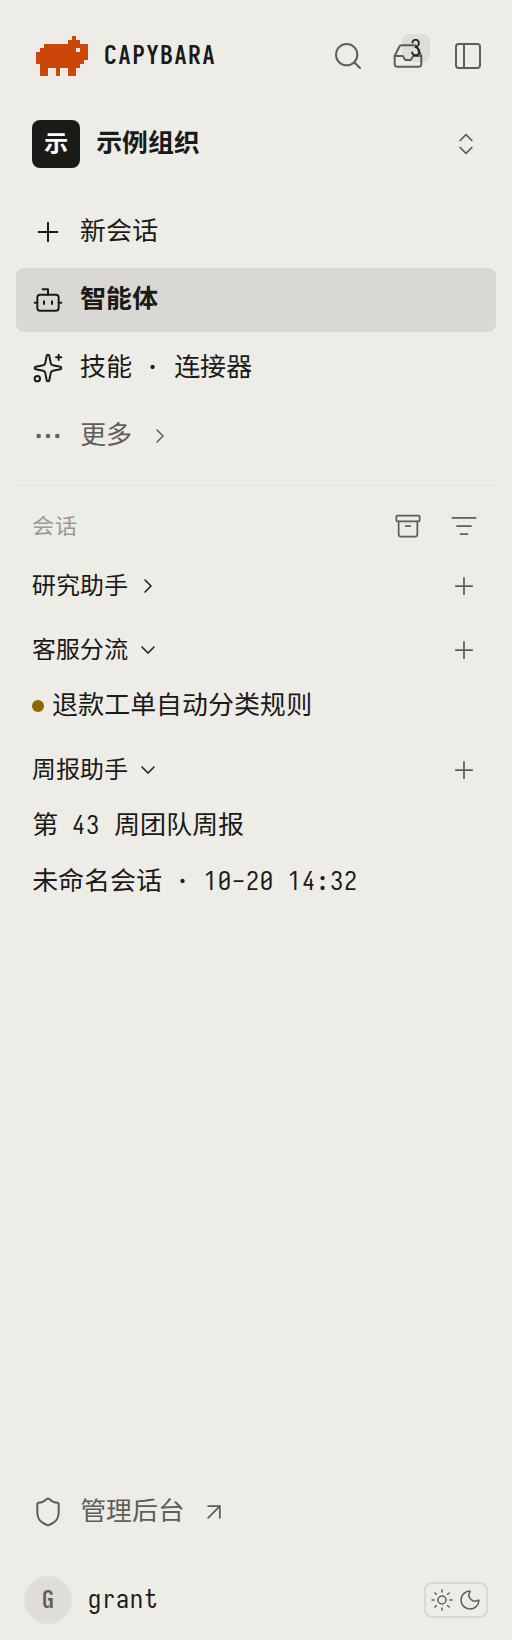 CAPYBARA
3
示 示例组织
新会话
智能体
技能 · 连接器
更多
会话
研究助手
客服分流
退款工单自动分类规则
周报助手
第 43 周团队周报
未命名会话 · 10-20 14:32
管理后台
G grant